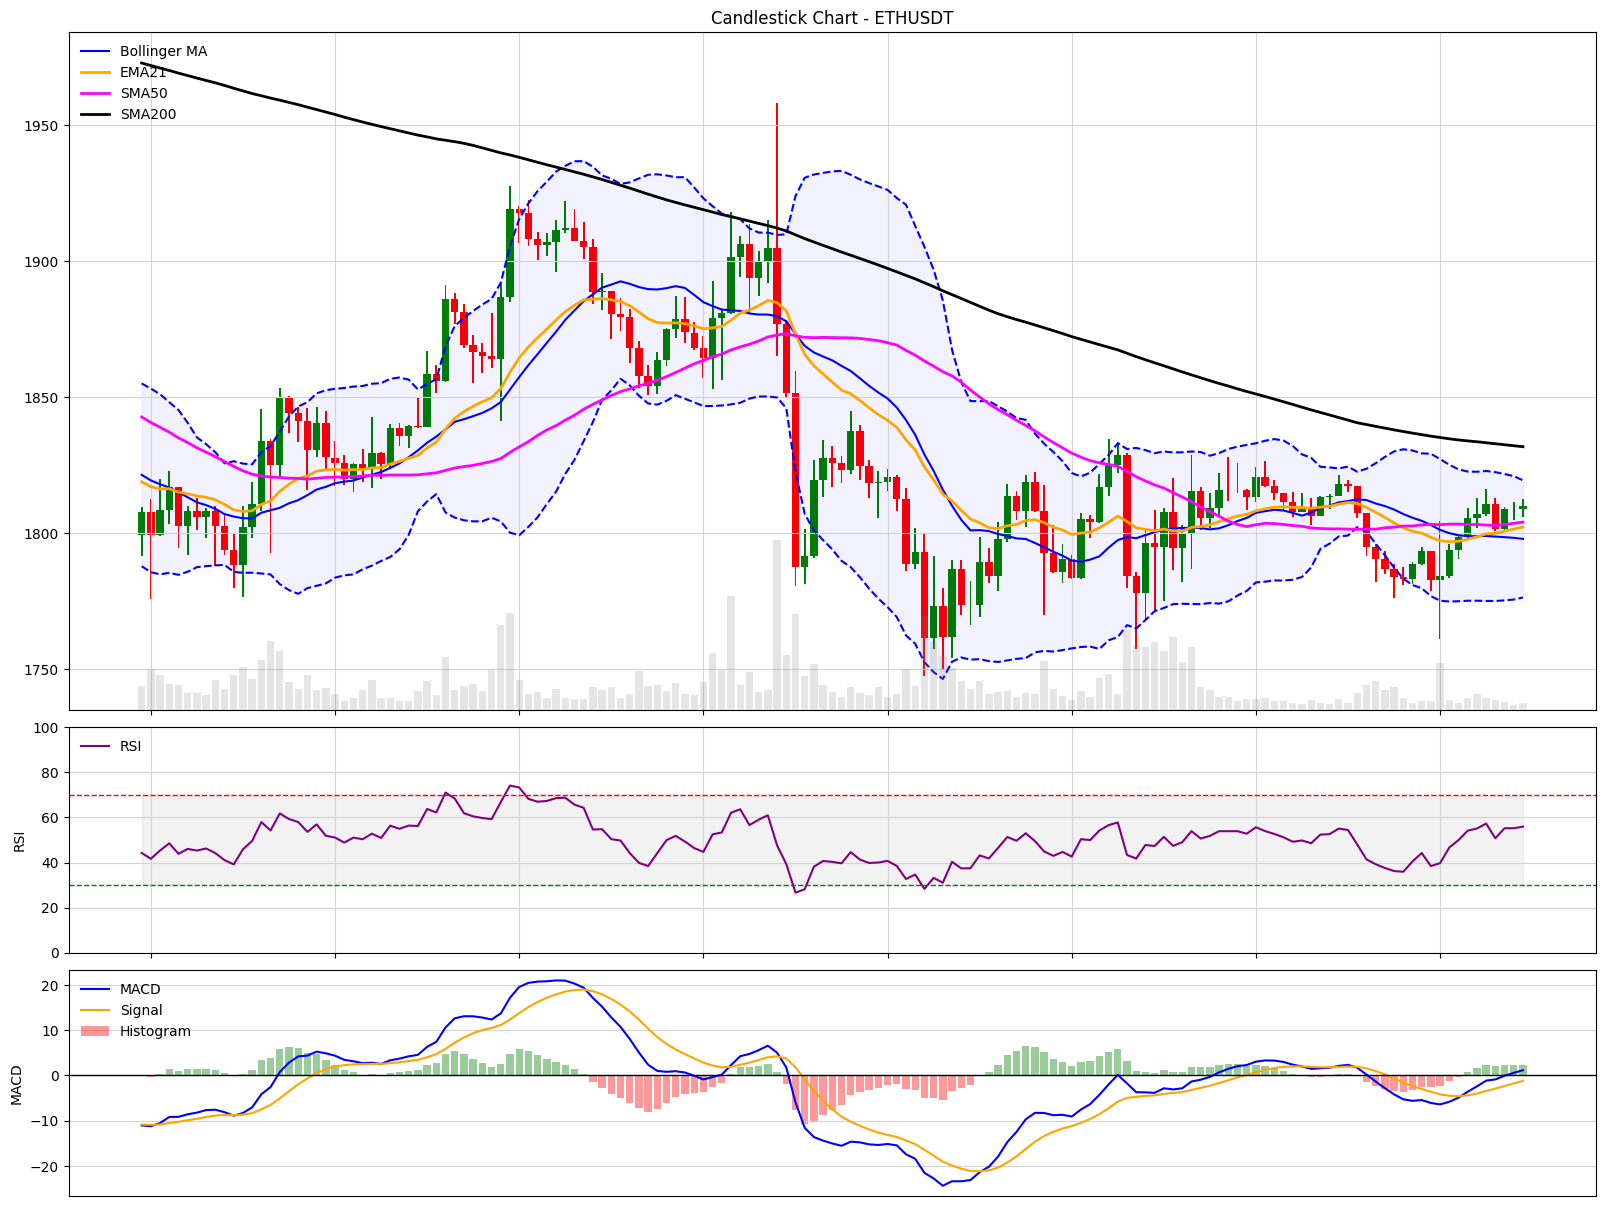 Candlestick Chart - ETHUSDT
Bollinger MA
EMA21
SMA50
SMA200
1950
1900
1850
1800
1750
100
80
60
40
20
0
RSI
RSI
20
10
0
−10
−20
MACD
MACD
Signal
Histogram